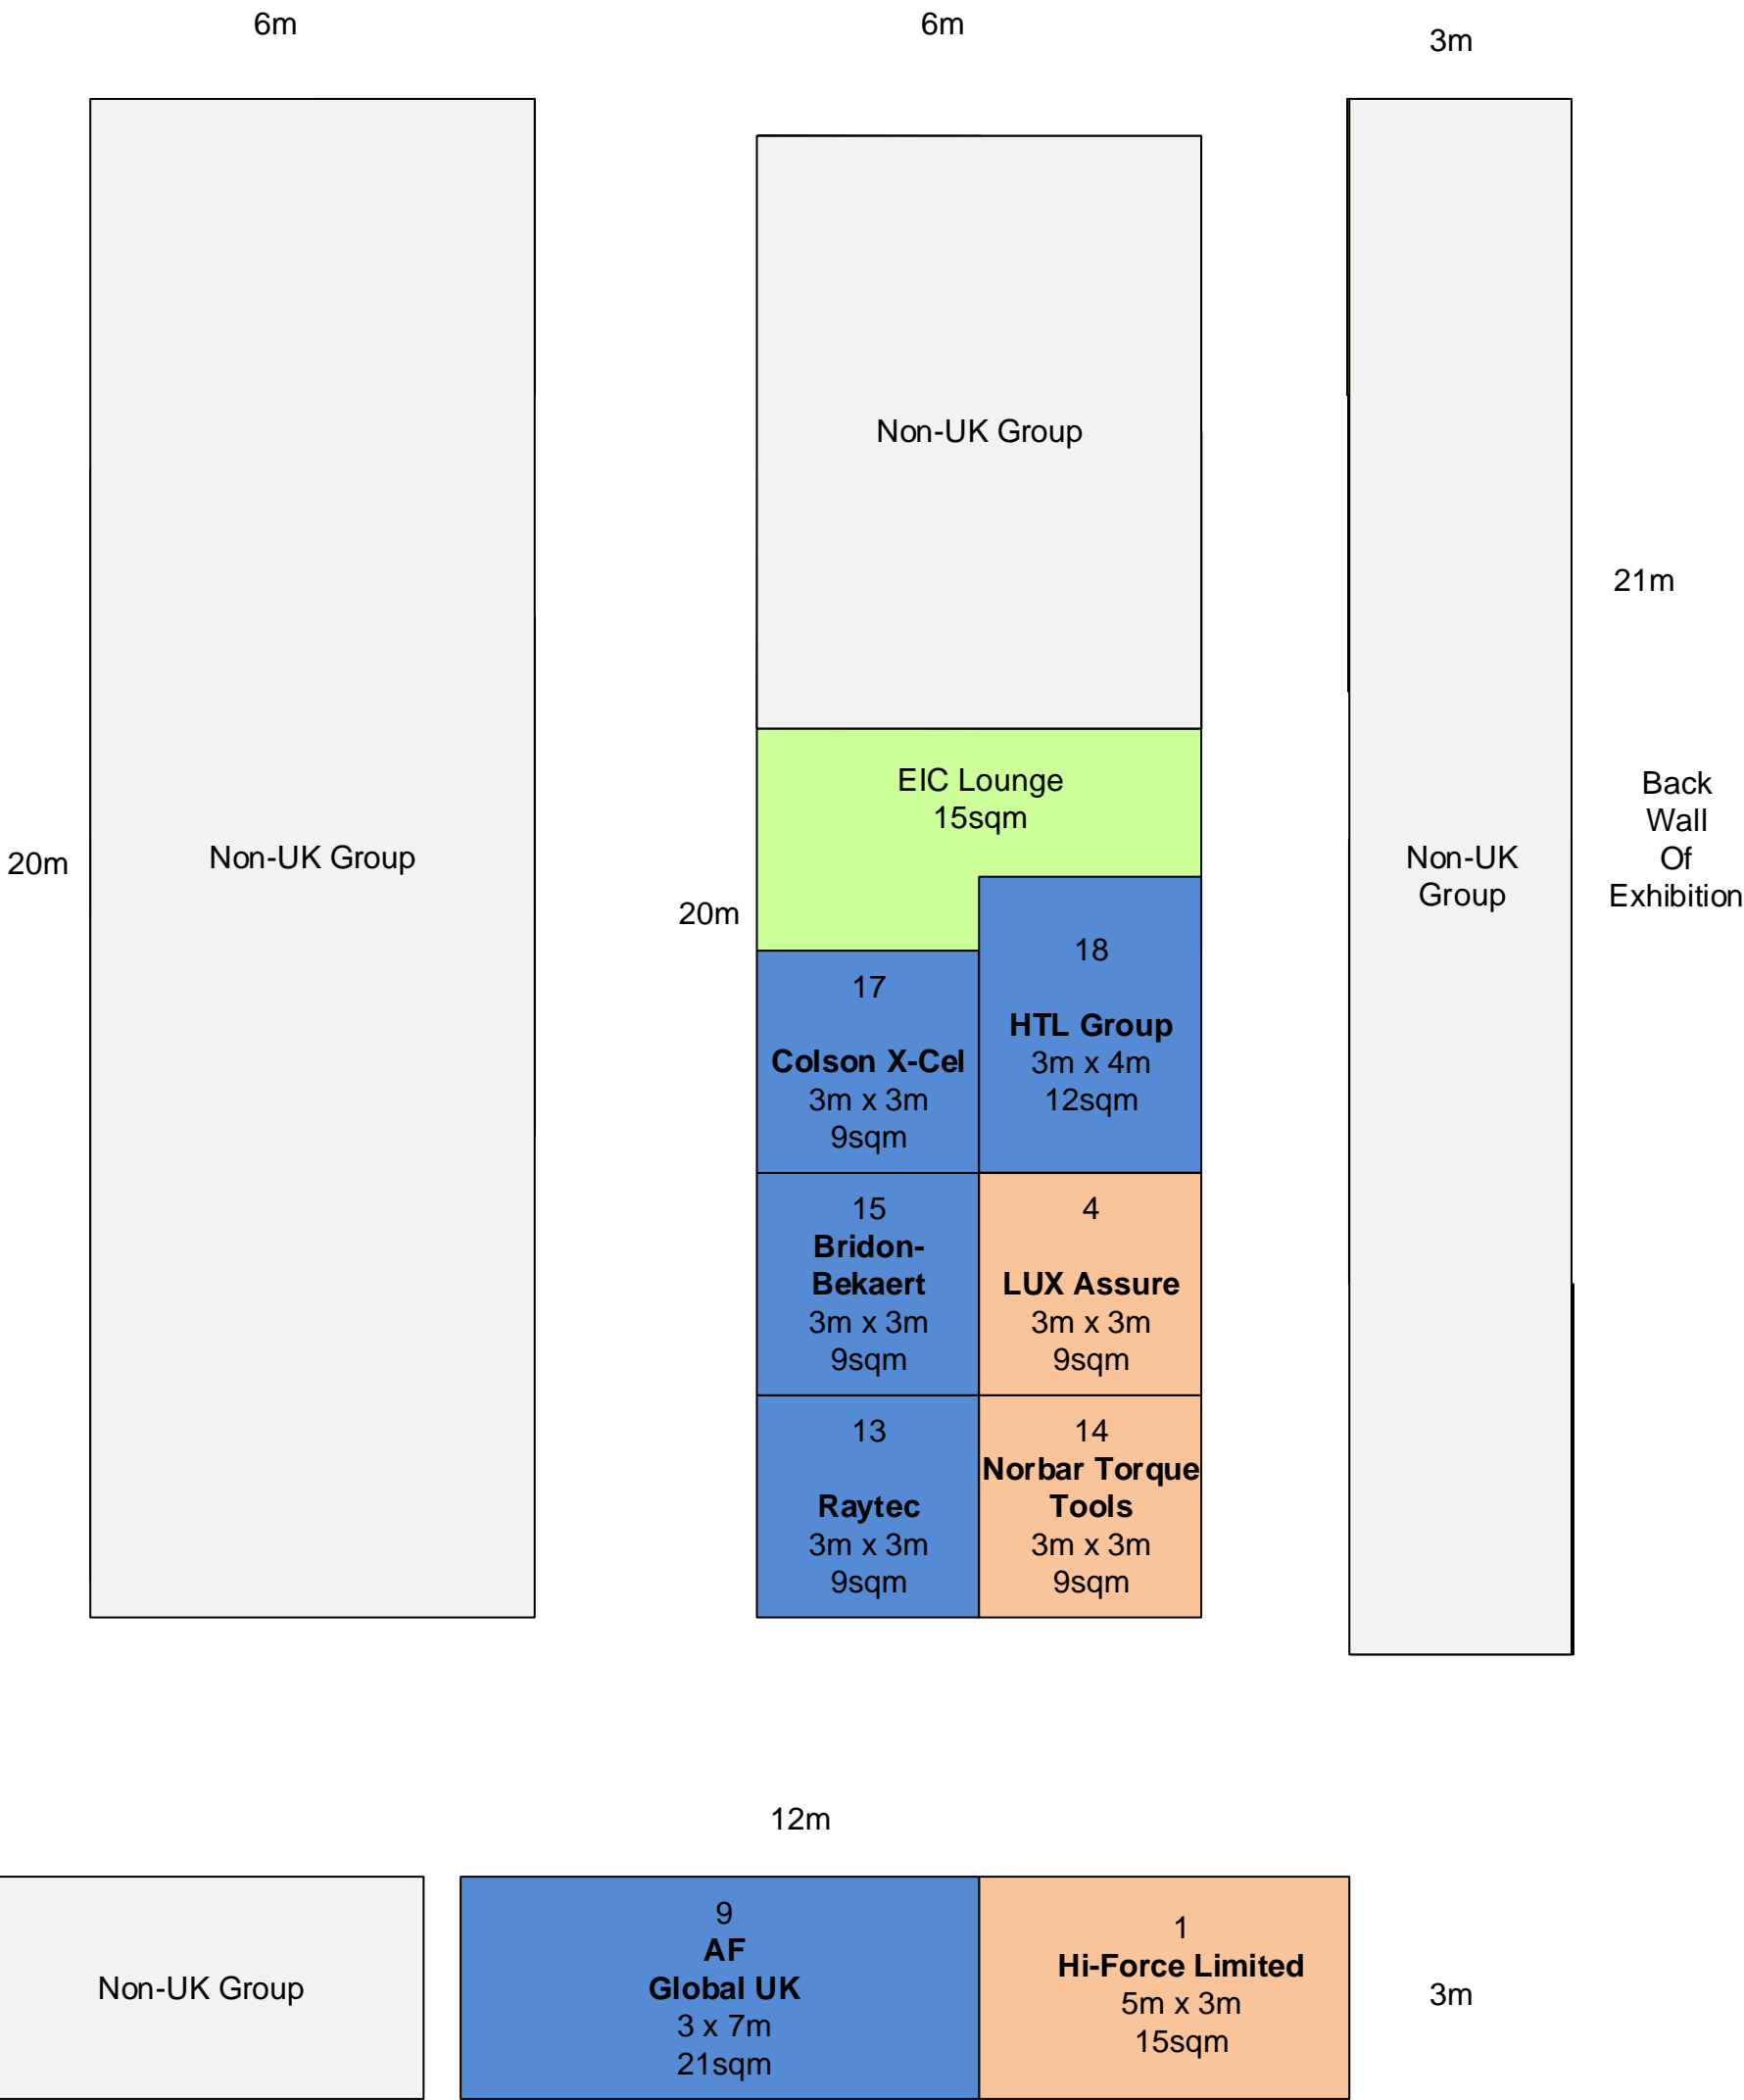 6m
6m
3m
Non-UK Group
21m
EIC Lounge
15sqm
Back
Wall
Of
Exhibition
20m
Non-UK Group
Non-UK
Group
20m
18
HTL Group
3m x 4m
12sqm
17
Colson X-Cel
3m x 3m
9sqm
15
Bridon-
Bekaert
3m x 3m
9sqm
4
LUX Assure
3m x 3m
9sqm
13
Raytec
3m x 3m
9sqm
14
Norbar Torque
Tools
3m x 3m
9sqm
12m
Non-UK Group
9
AF
Global UK
3 x 7m
21sqm
1
Hi-Force Limited
5m x 3m
15sqm
3m